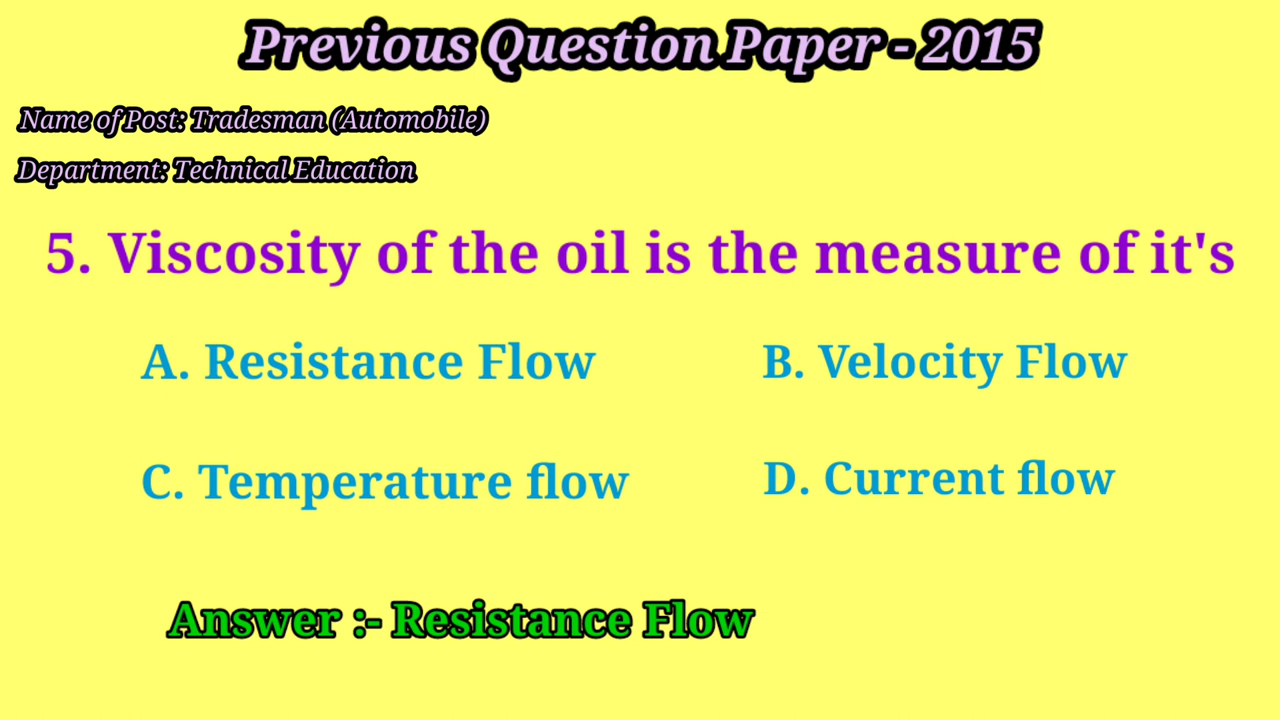 Previous Question Paper - 2015
Name of Post: Tradesman (Automobile)
Department: Technical Education
5. Viscosity of the oil is the measure of it's
A. Resistance Flow
B. Velocity Flow
C. Temperature flow
D. Current flow
Answer :- Resistance Flow